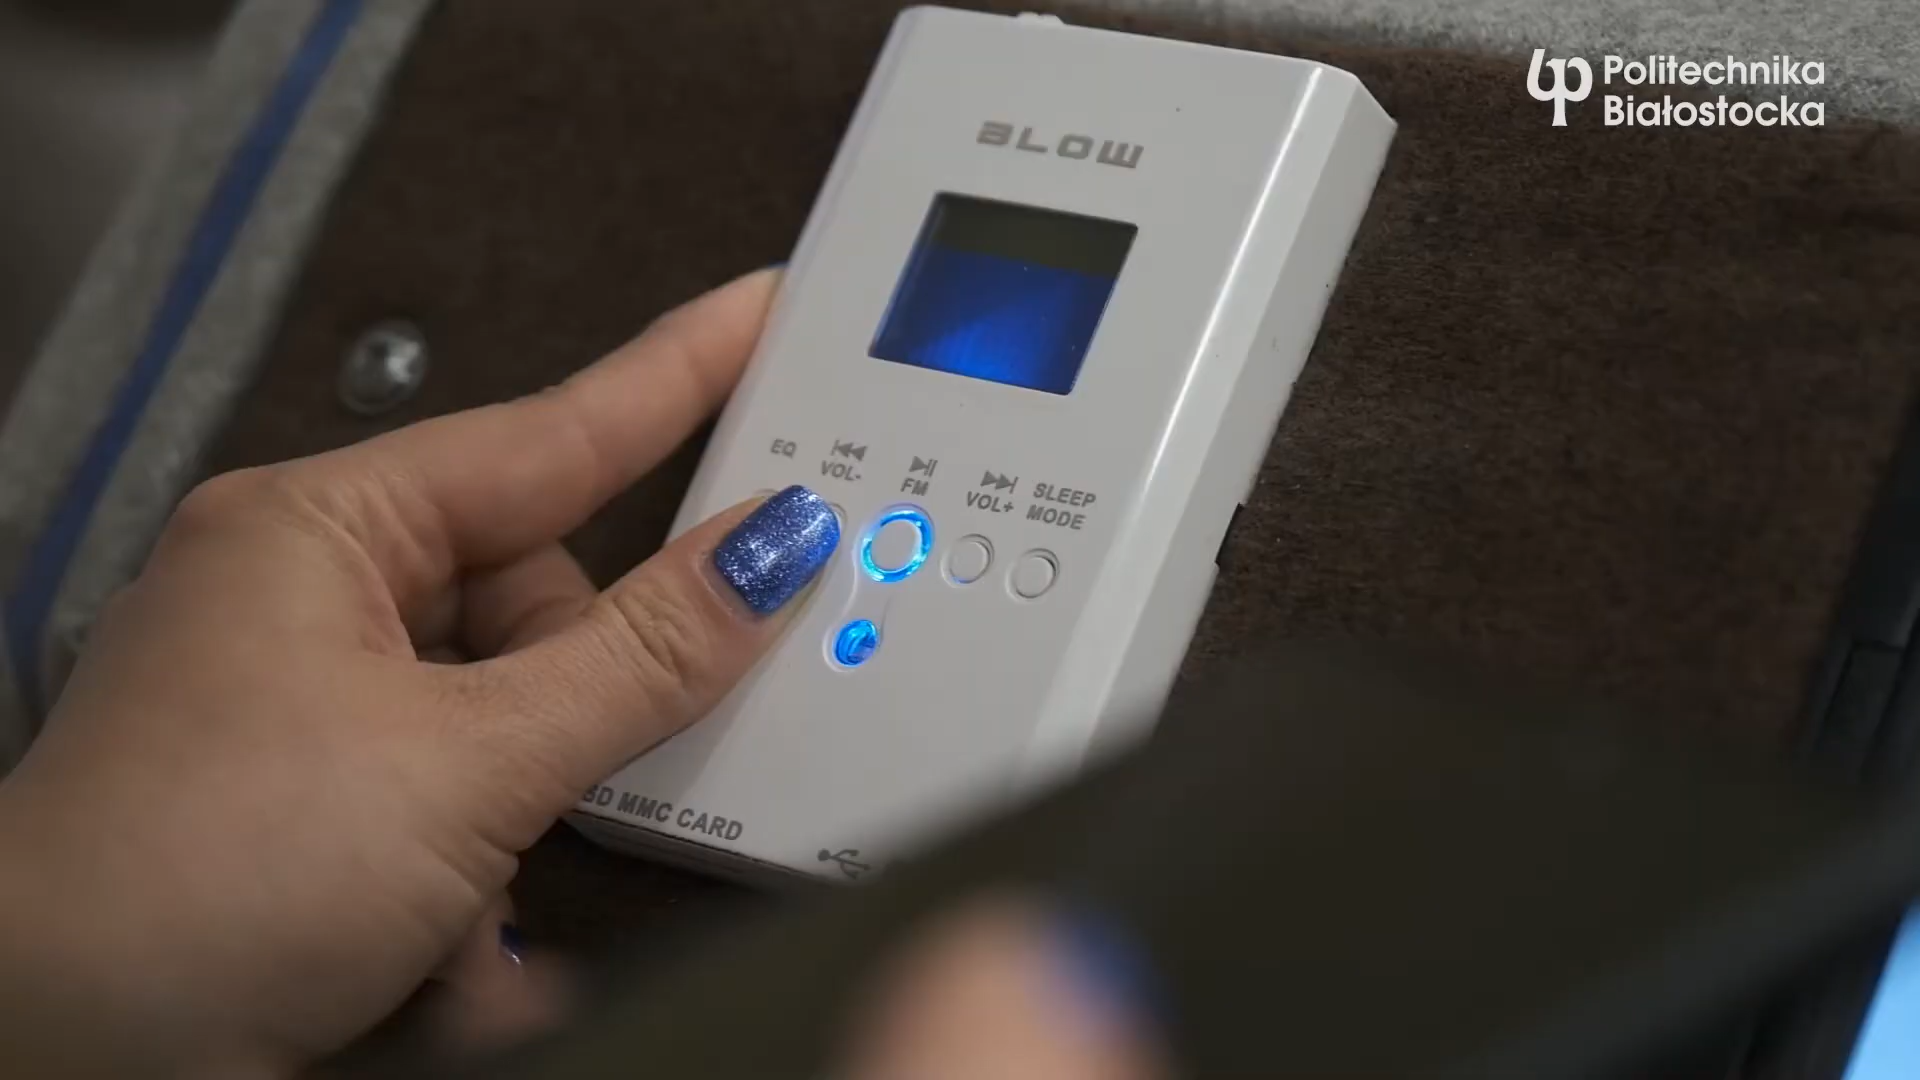 Politechnika
Białostocka
BLOW
EQ
VOL-
FM
VOL+
SLEEP
MODE
SD MMC CARD